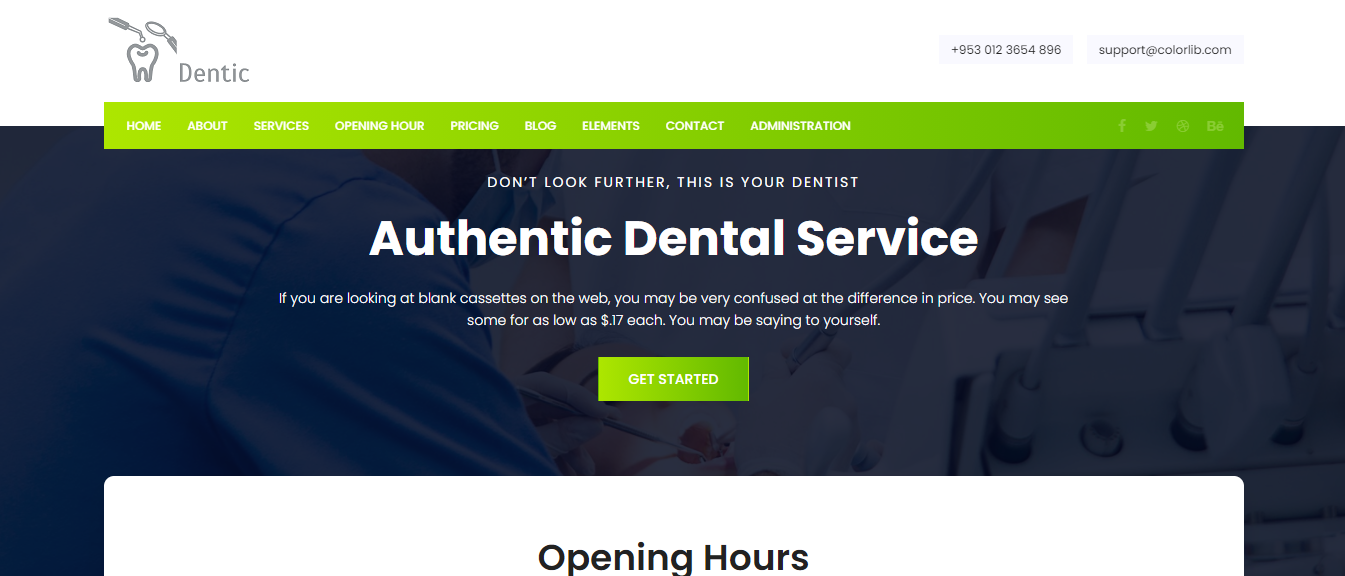 Dentic
+953 012 3654 896
support@colorlib.com
HOME ABOUT SERVICES OPENING HOUR PRICING BLOG ELEMENTS CONTACT ADMINISTRATION Bē
DON’T LOOK FURTHER, THIS IS YOUR DENTIST
Authentic Dental Service
If you are looking at blank cassettes on the web, you may be very confused at the difference in price. You may see
some for as low as $.17 each. You may be saying to yourself.
GET STARTED
Opening Hours